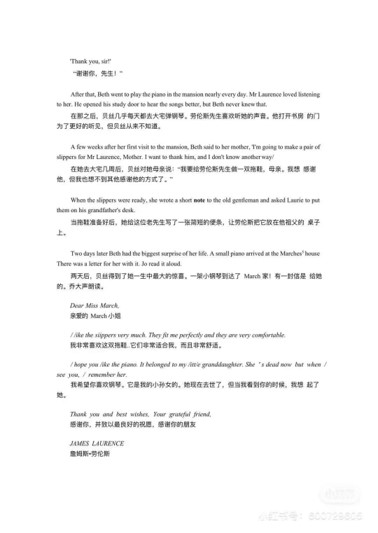 'Thank you, sir!'
“谢谢你，先生！”
After that, Beth went to play the piano in the mansion nearly every day. Mr Laurence loved listening
to her. He opened his study door to hear the songs better, but Beth never knew that.
在那之后，贝丝几乎每天都去大宅弹钢琴。劳伦斯先生喜欢听她的声音。他打开书房 的门
为了更好的听见，但贝丝从来不知道。
A few weeks after her first visit to the mansion, Beth said to her mother, 'I'm going to make a pair of
slippers for Mr Laurence, Mother. I want to thank him, and I don't know another way/
在她去大宅几周后，贝丝对她母亲说：“我要给劳伦斯先生做一双拖鞋，母亲。我想 感谢
他，但我也想不到其他感谢他的方式了。”
When the slippers were ready, she wrote a short note to the old gentleman and asked Laurie to put
them on his grandfather's desk.
当拖鞋准备好后，她给这位老先生写了一张简短的便条，让劳伦斯把它放在他祖父的 桌子
上。
Two days later Beth had the biggest surprise of her life. A small piano arrived at the Marches' house
There was a letter for her with it. Jo read it aloud.
两天后，贝丝得到了她一生中最大的惊喜。一架小钢琴到达了 March 家！有一封信是 给她
的。乔大声朗读。
Dear Miss March,
亲爱的 March小姐
/ /ike the slippers very much. They fit me perfectly and they are very comfortable.
我非常喜欢这双拖鞋.它们非常适合我，而且非常舒适。
/ hope you /ike the piano. It belonged to my /itt/e granddaughter. She ‘s dead now but when /
see you, / remember her.
我希望你喜欢钢琴。它是我的小孙女的。她现在去世了，但当我看到你的时候，我想 起了
她。
Thank you and best wishes, Your grateful friend,
感谢你、并致以最良好的祝愿，感谢你的朋友
JAMES LAURENCE
詹姆斯•劳伦斯
小红书号：600729605